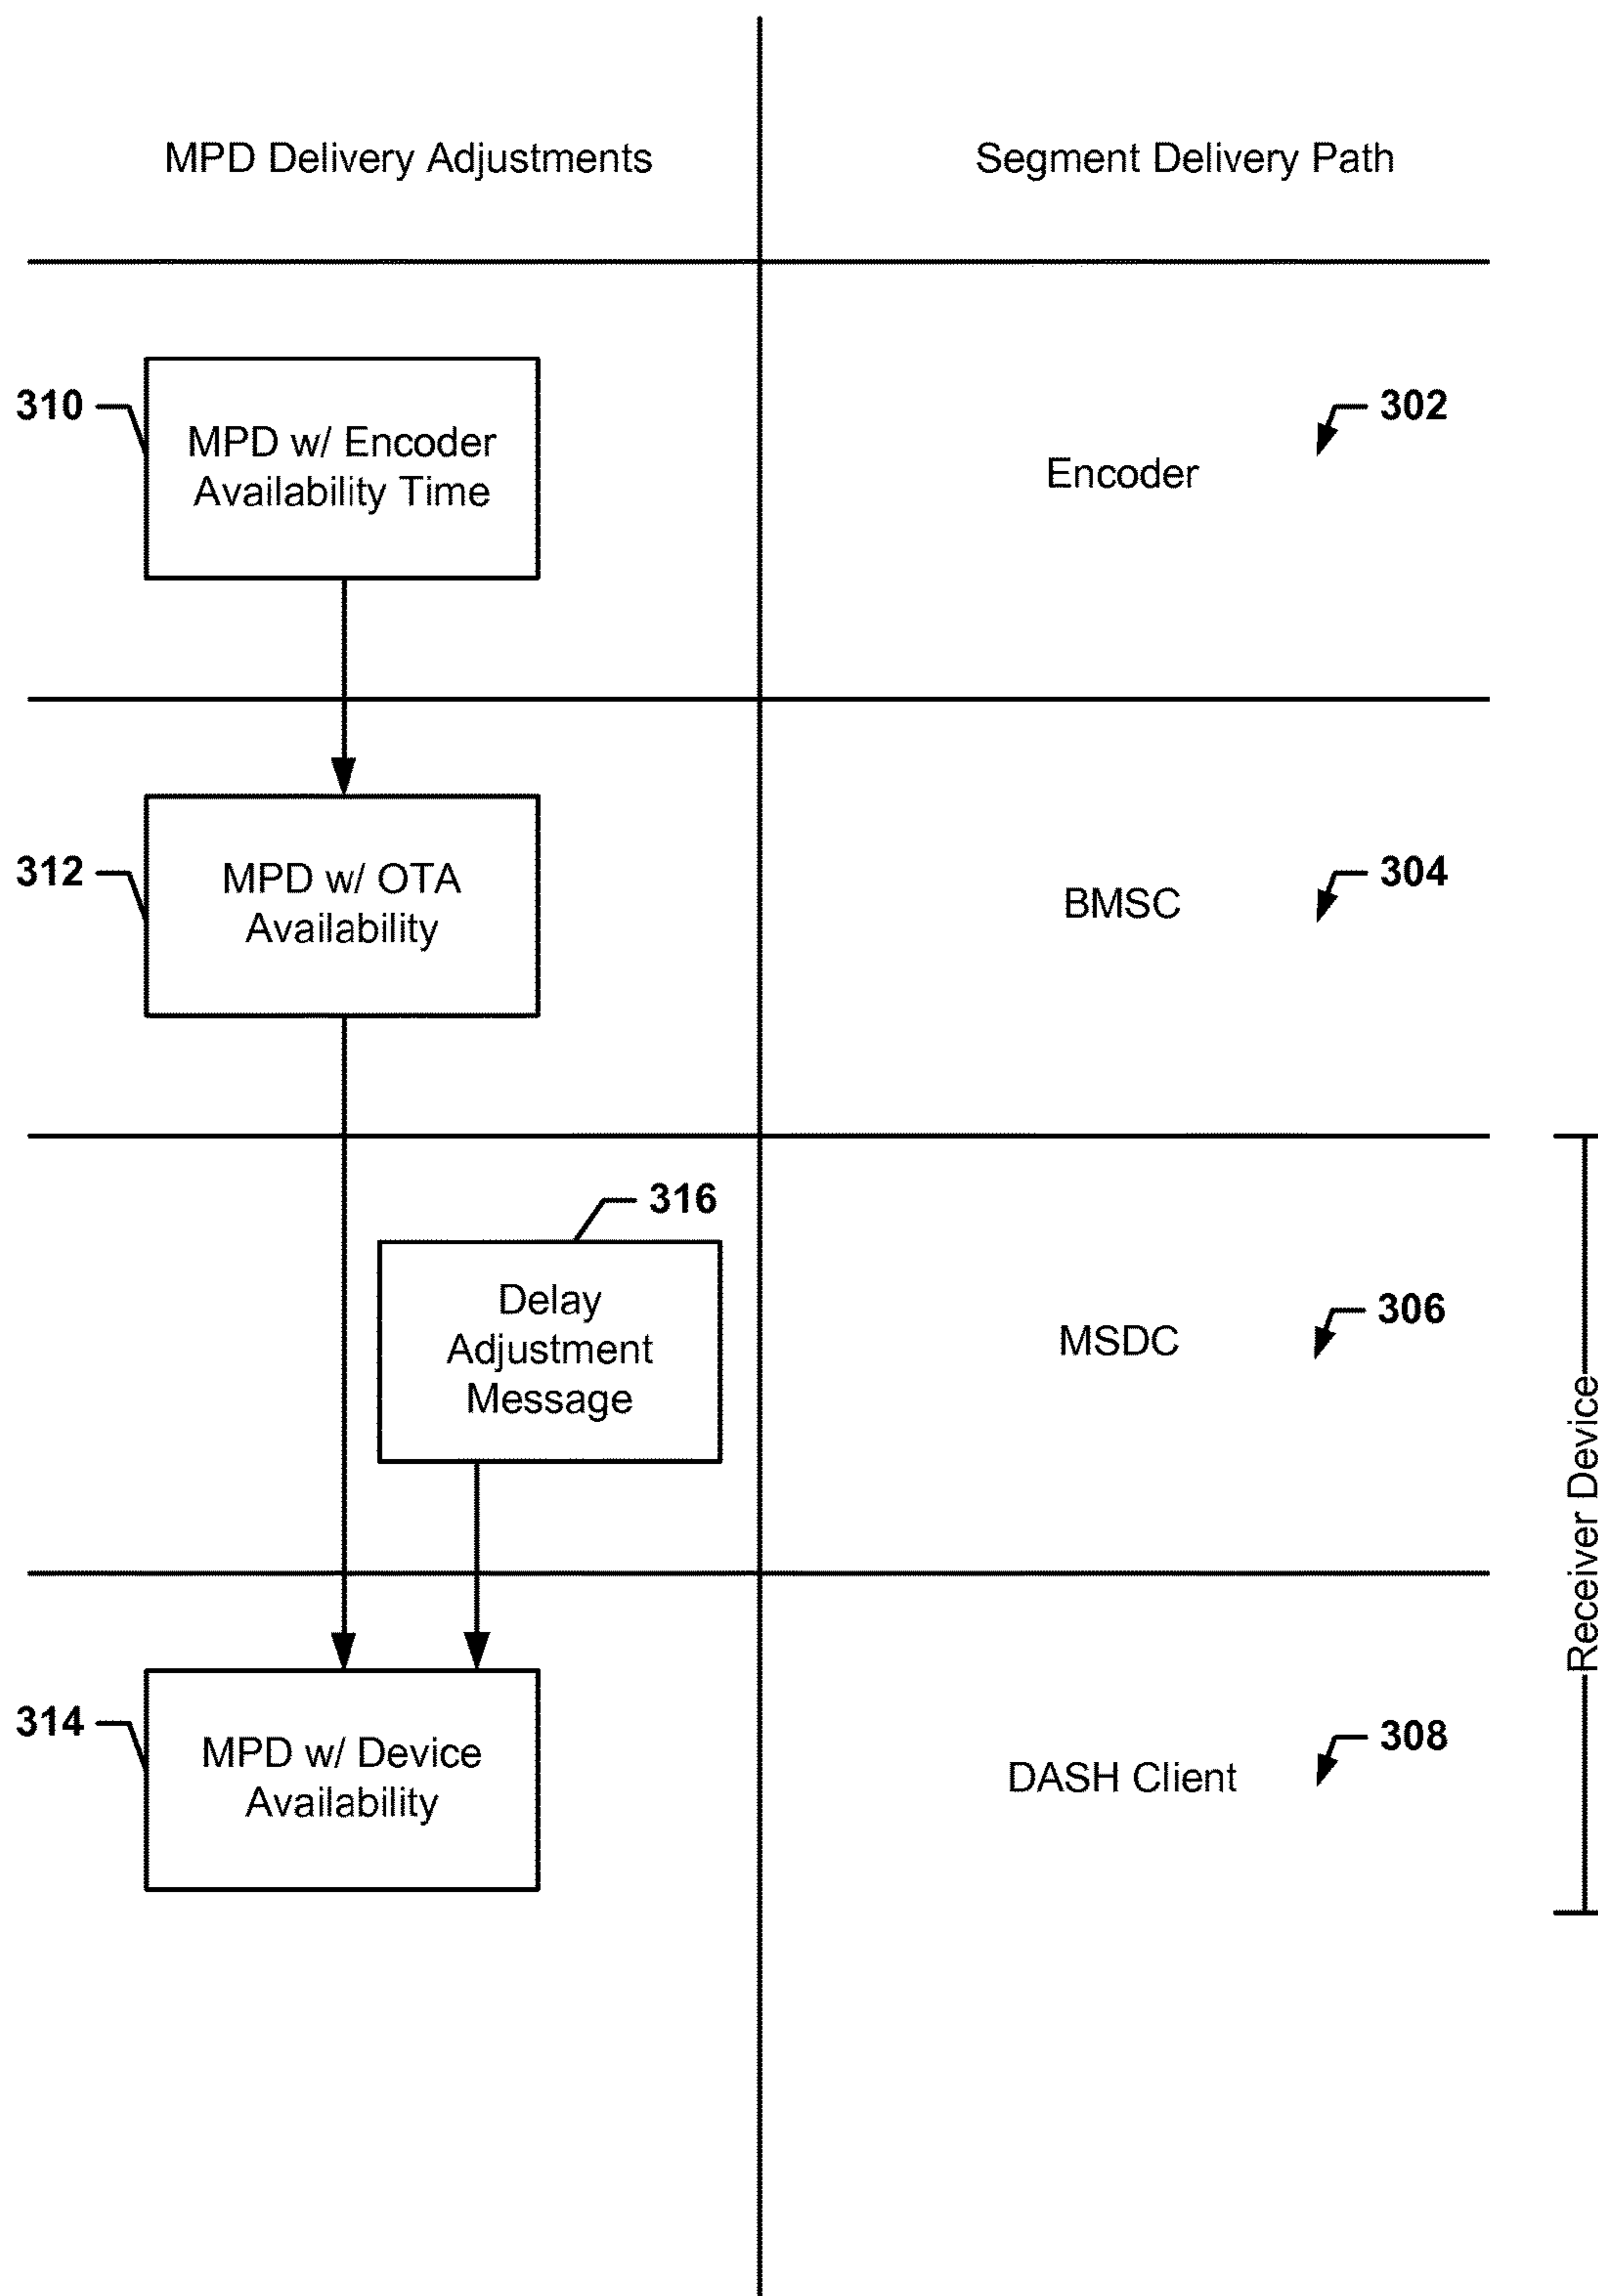 MPD Delivery Adjustments
Segment Delivery Path
310
MPD w/ Encoder
Availability Time
Encoder
302
312
MPD w/ OTA
Availability
BMSC
304
316
Delay
Adjustment
Message
MSDC
306
Receiver Device
314
MPD w/ Device
Availability
DASH Client
308